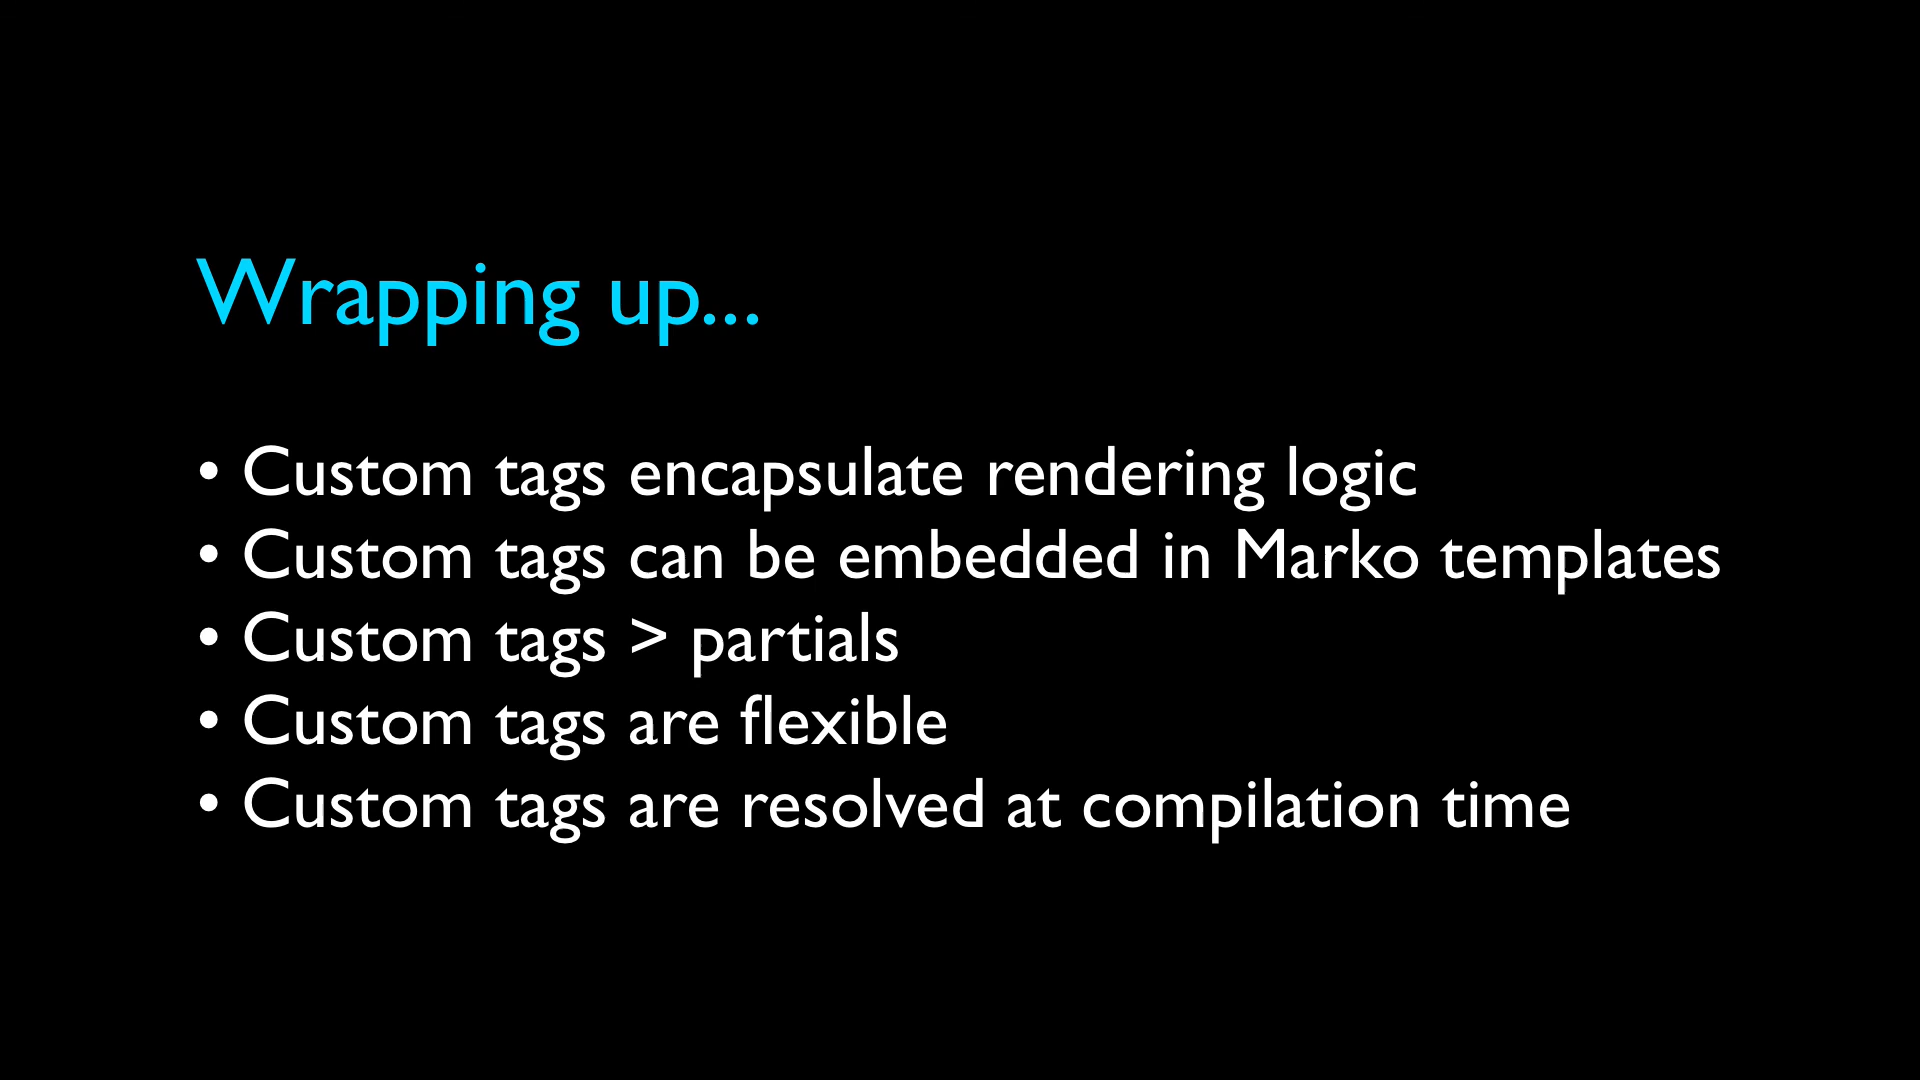 Wrapping up...
• Custom tags encapsulate rendering logic
• Custom tags can be embedded in Marko templates
• Custom tags > partials
• Custom tags are flexible
• Custom tags are resolved at compilation time